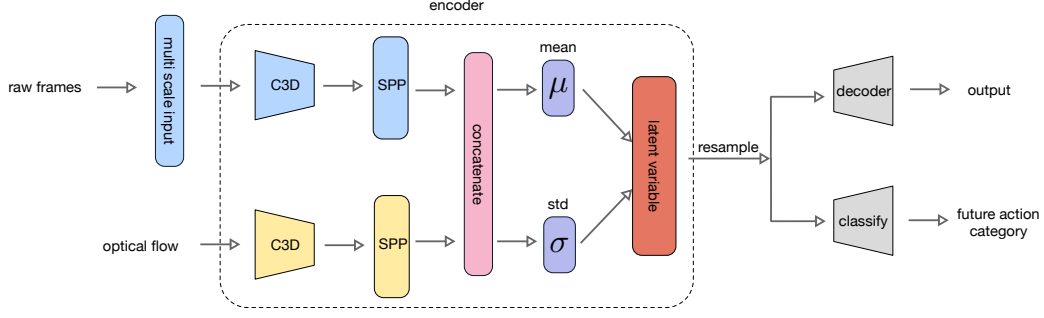 encoder
raw frames
multi scale input
C3D
SPP
concatenate
mean
μ
latent variable
resample
decoder
output
optical flow
C3D
SPP
std
σ
classify
future action
category